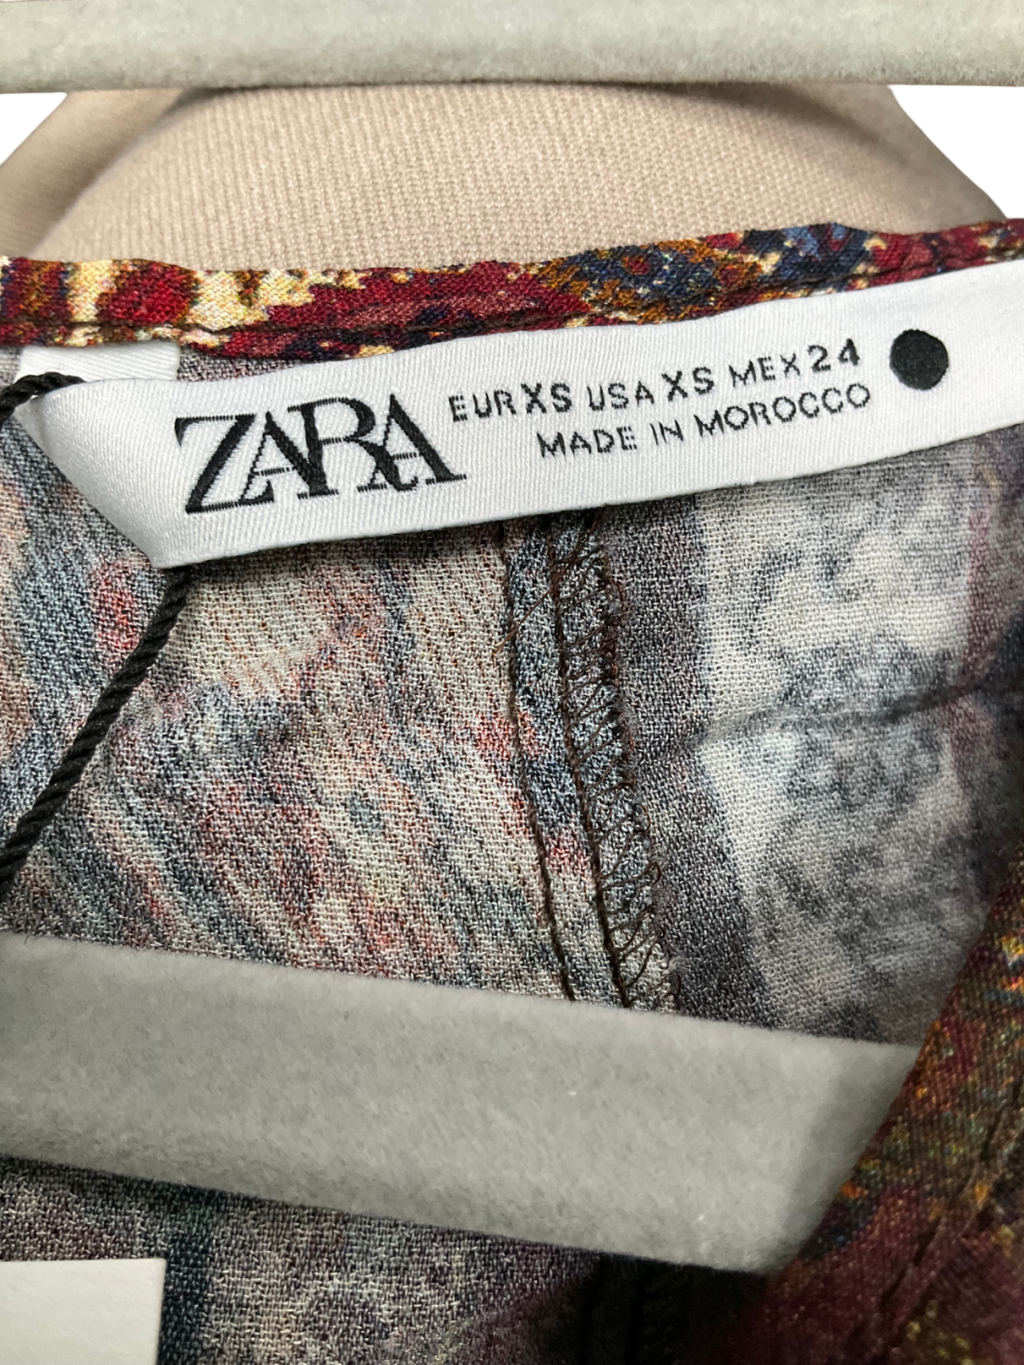 ZARA
EUR XS USA XS MEX 24
MADE IN MOROCCO